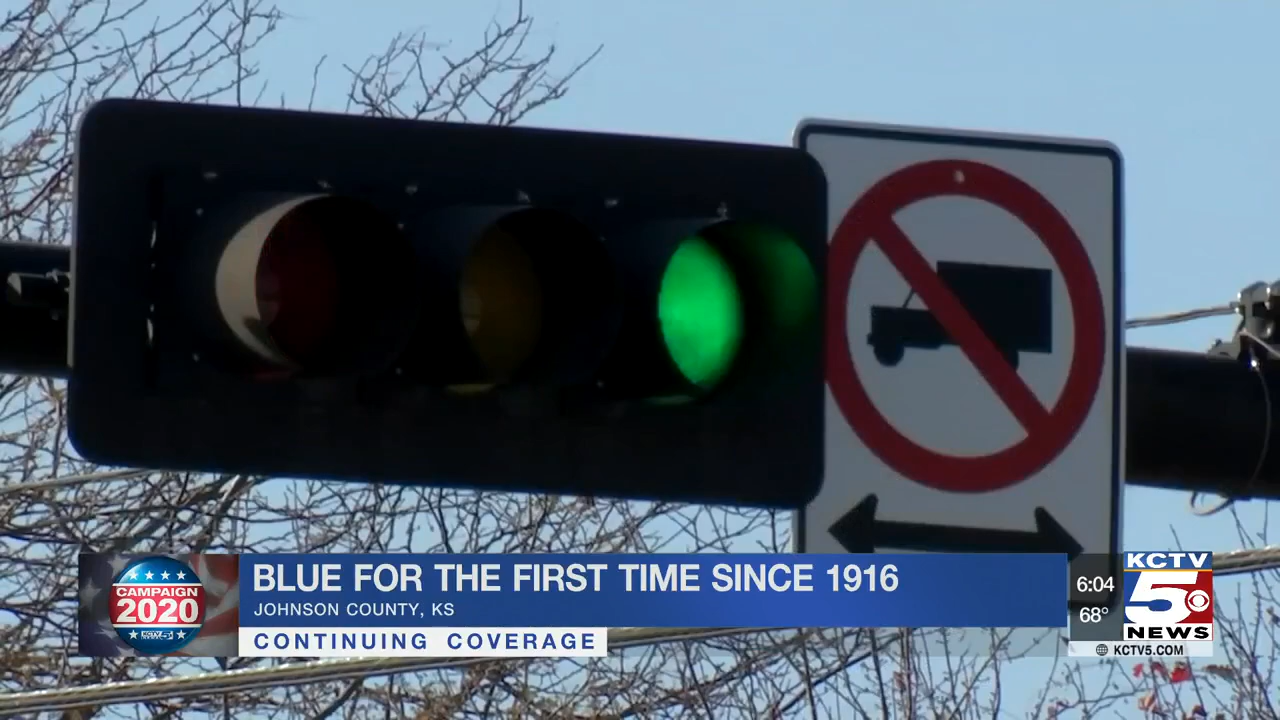 BLUE FOR THE FIRST TIME SINCE 1916
JOHNSON COUNTY, KS
CONTINUING COVERAGE
CAMPAIGN
2020
6:04
68°
KCTV
5
NEWS
KCTV5.COM